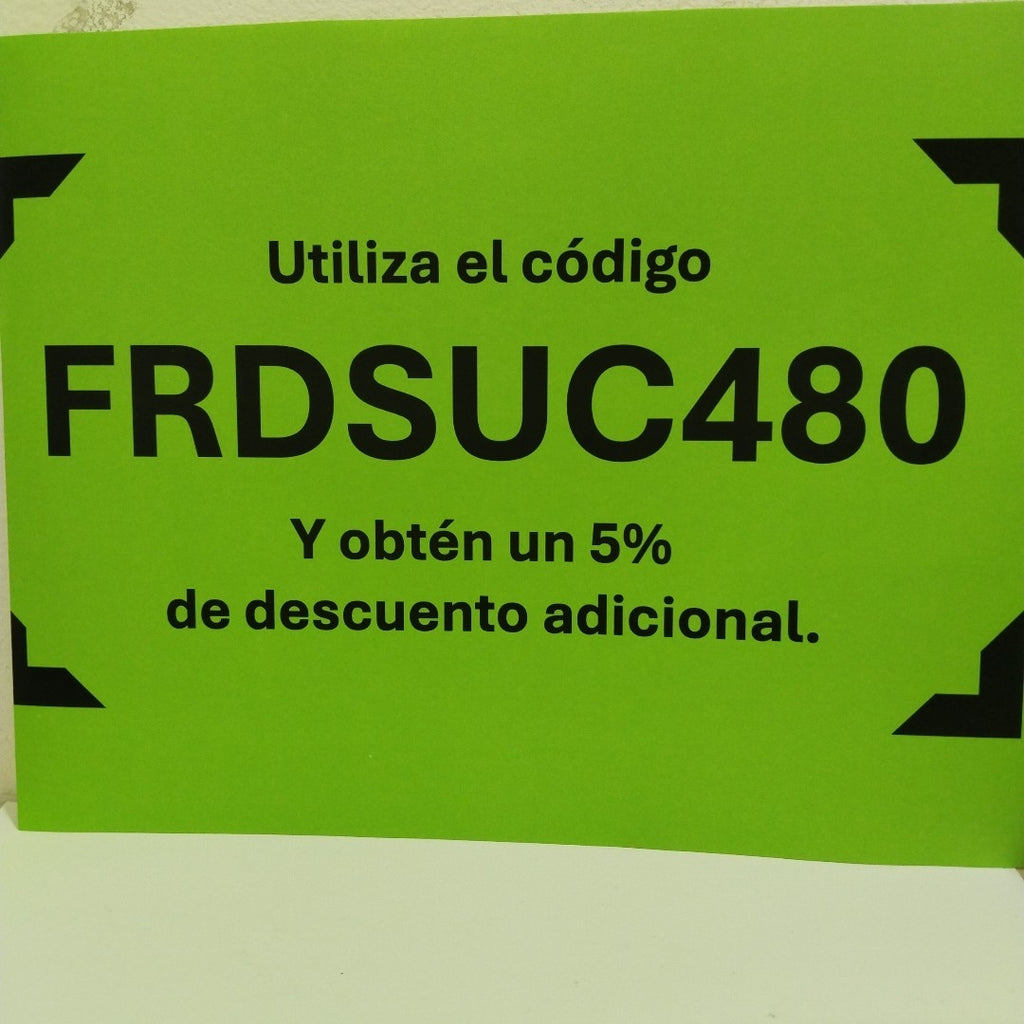 Utiliza el código
FRDSUC480
Y obtén un 5%
de descuento adicional.